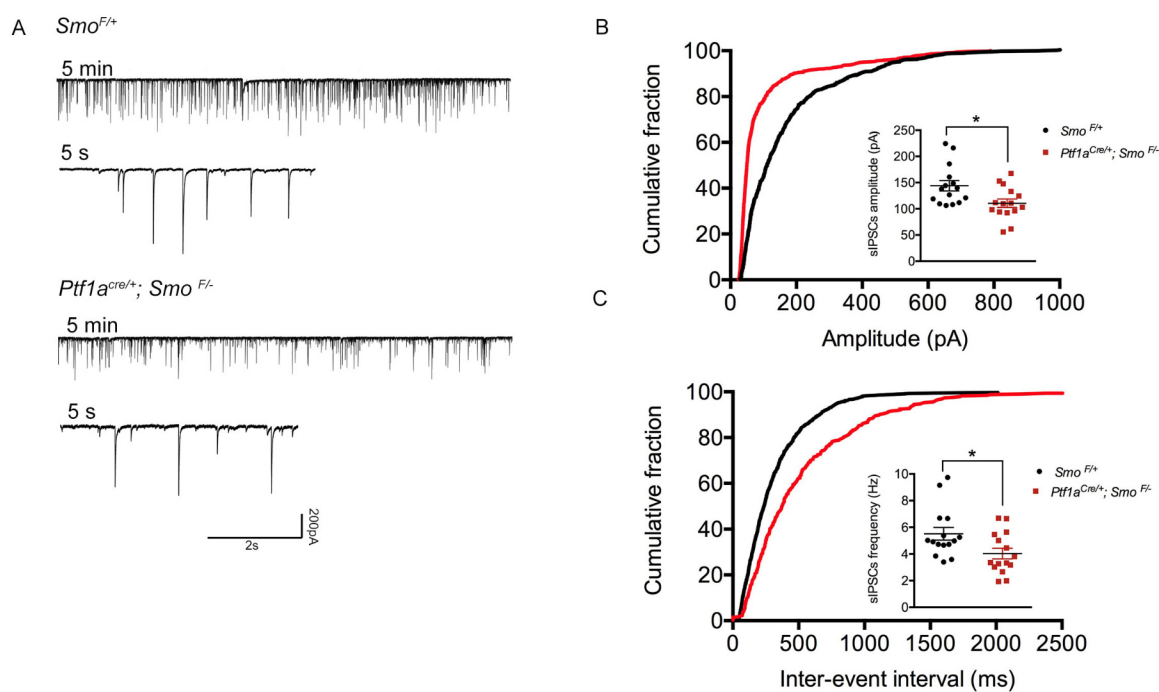 A
Smo F/+
5 min
5 s
Ptf1a cre/+; Smo F/-
5 min
5 s
200pA
2s
B
Cumulative fraction
100
80
60
40
20
0
0 200 400 600 800 1000
Amplitude (pA)
sIPSCs amplitude (pA)
250
200
150
100
50
0
*
Smo F/+
Ptf1a Cre/+; Smo F/-
C
Cumulative fraction
100
80
60
40
20
0
0 500 1000 1500 2000 2500
Inter-event interval (ms)
sIPSCs frequency (Hz)
10
8
6
4
2
0
*
Smo F/+
Ptf1a Cre/+; Smo F/-